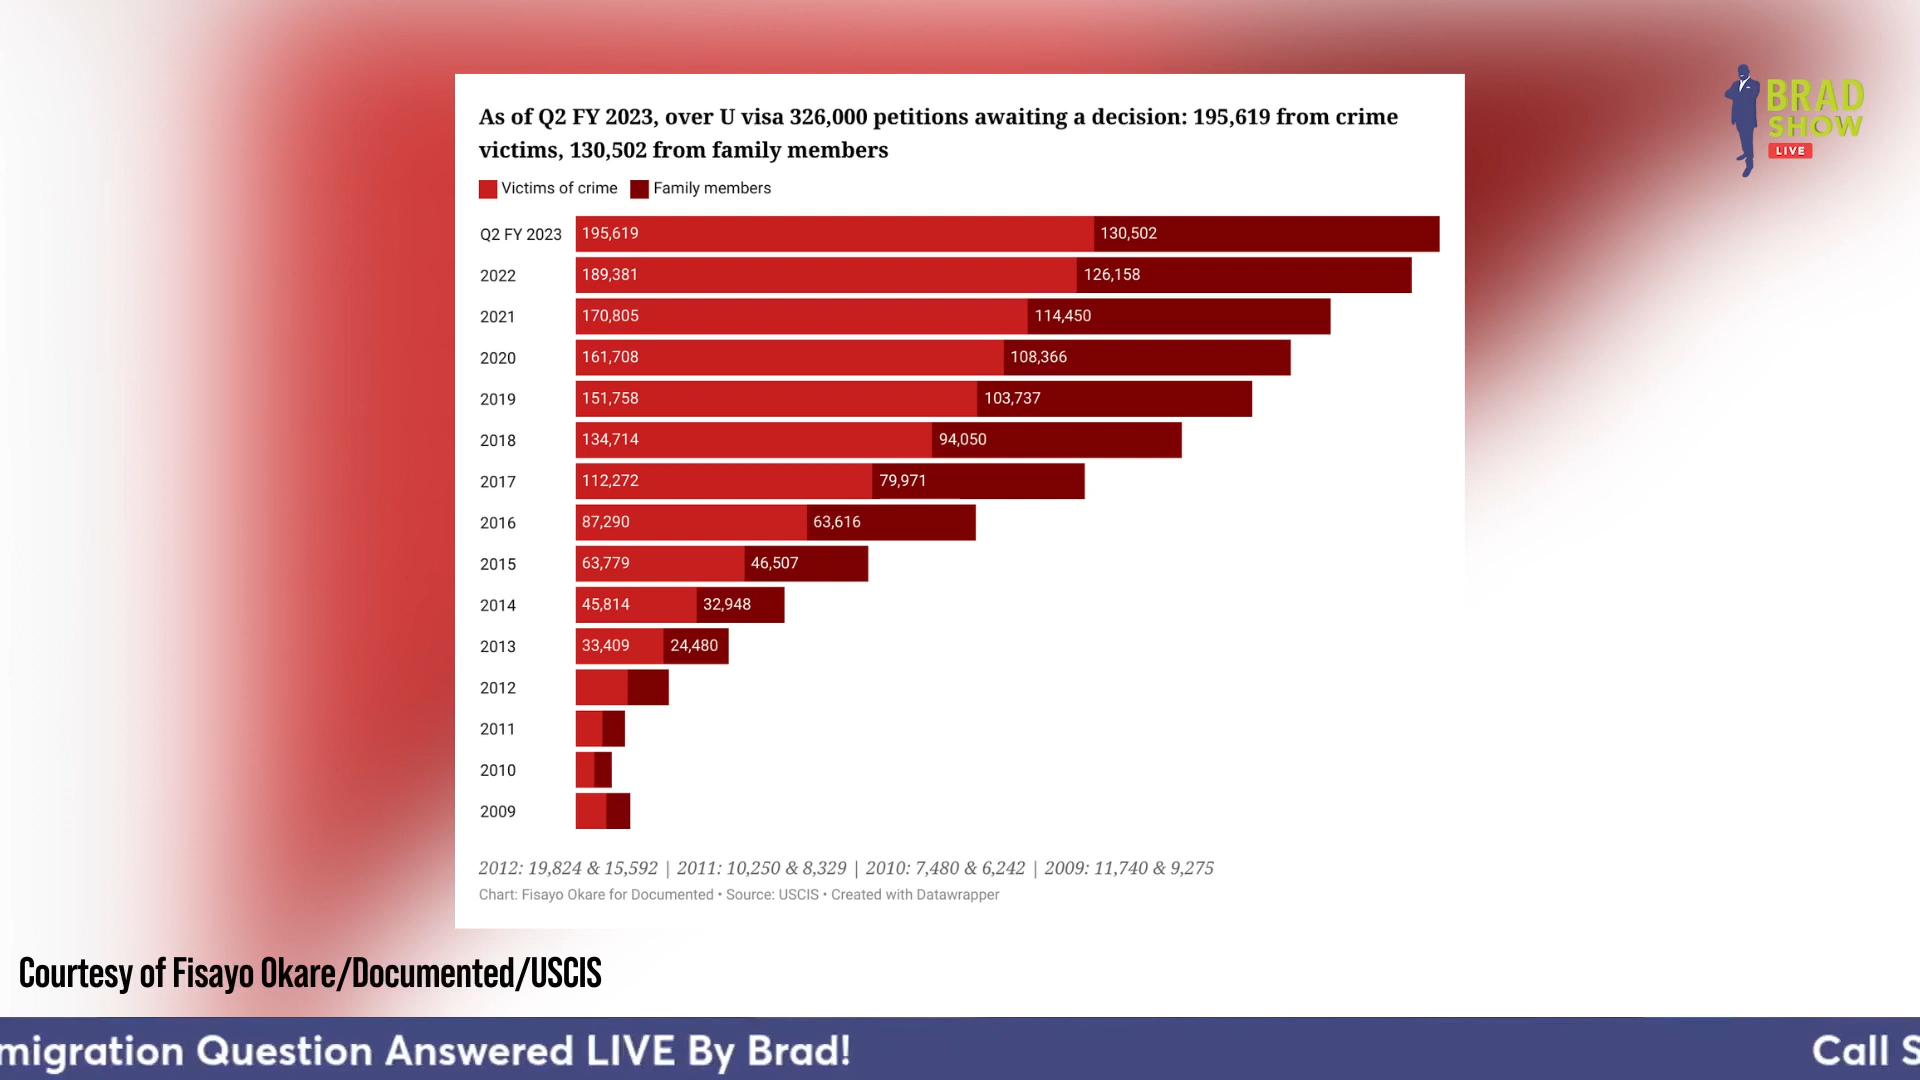 As of Q2 FY 2023, over U visa 326,000 petitions awaiting a decision: 195,619 from crime
victims, 130,502 from family members
Victims of crime Family members
Q2 FY 2023 195,619 130,502
2022 189,381 126,158
2021 170,805 114,450
2020 161,708 108,366
2019 151,758 103,737
2018 134,714 94,050
2017 112,272 79,971
2016 87,290 63,616
2015 63,779 46,507
2014 45,814 32,948
2013 33,409 24,480
2012
2011
2010
2009
2012: 19,824 & 15,592 | 2011: 10,250 & 8,329 | 2010: 7,480 & 6,242 | 2009: 11,740 & 9,275
Chart: Fisayo Okare for Documented • Source: USCIS • Created with Datawrapper
BRAD
SHOW
LIVE
Courtesy of Fisayo Okare/Documented/USCIS
migration Question Answered LIVE By Brad! Call S